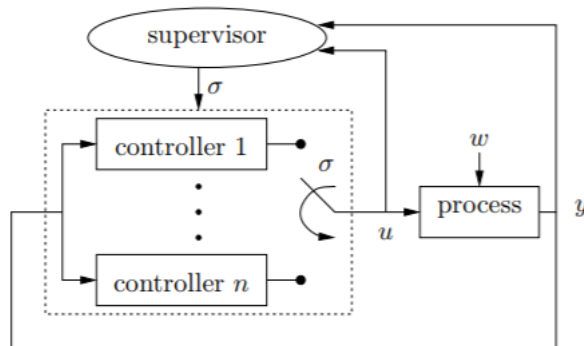 supervisor
σ
controller 1
σ
w
process
y
u
controller n